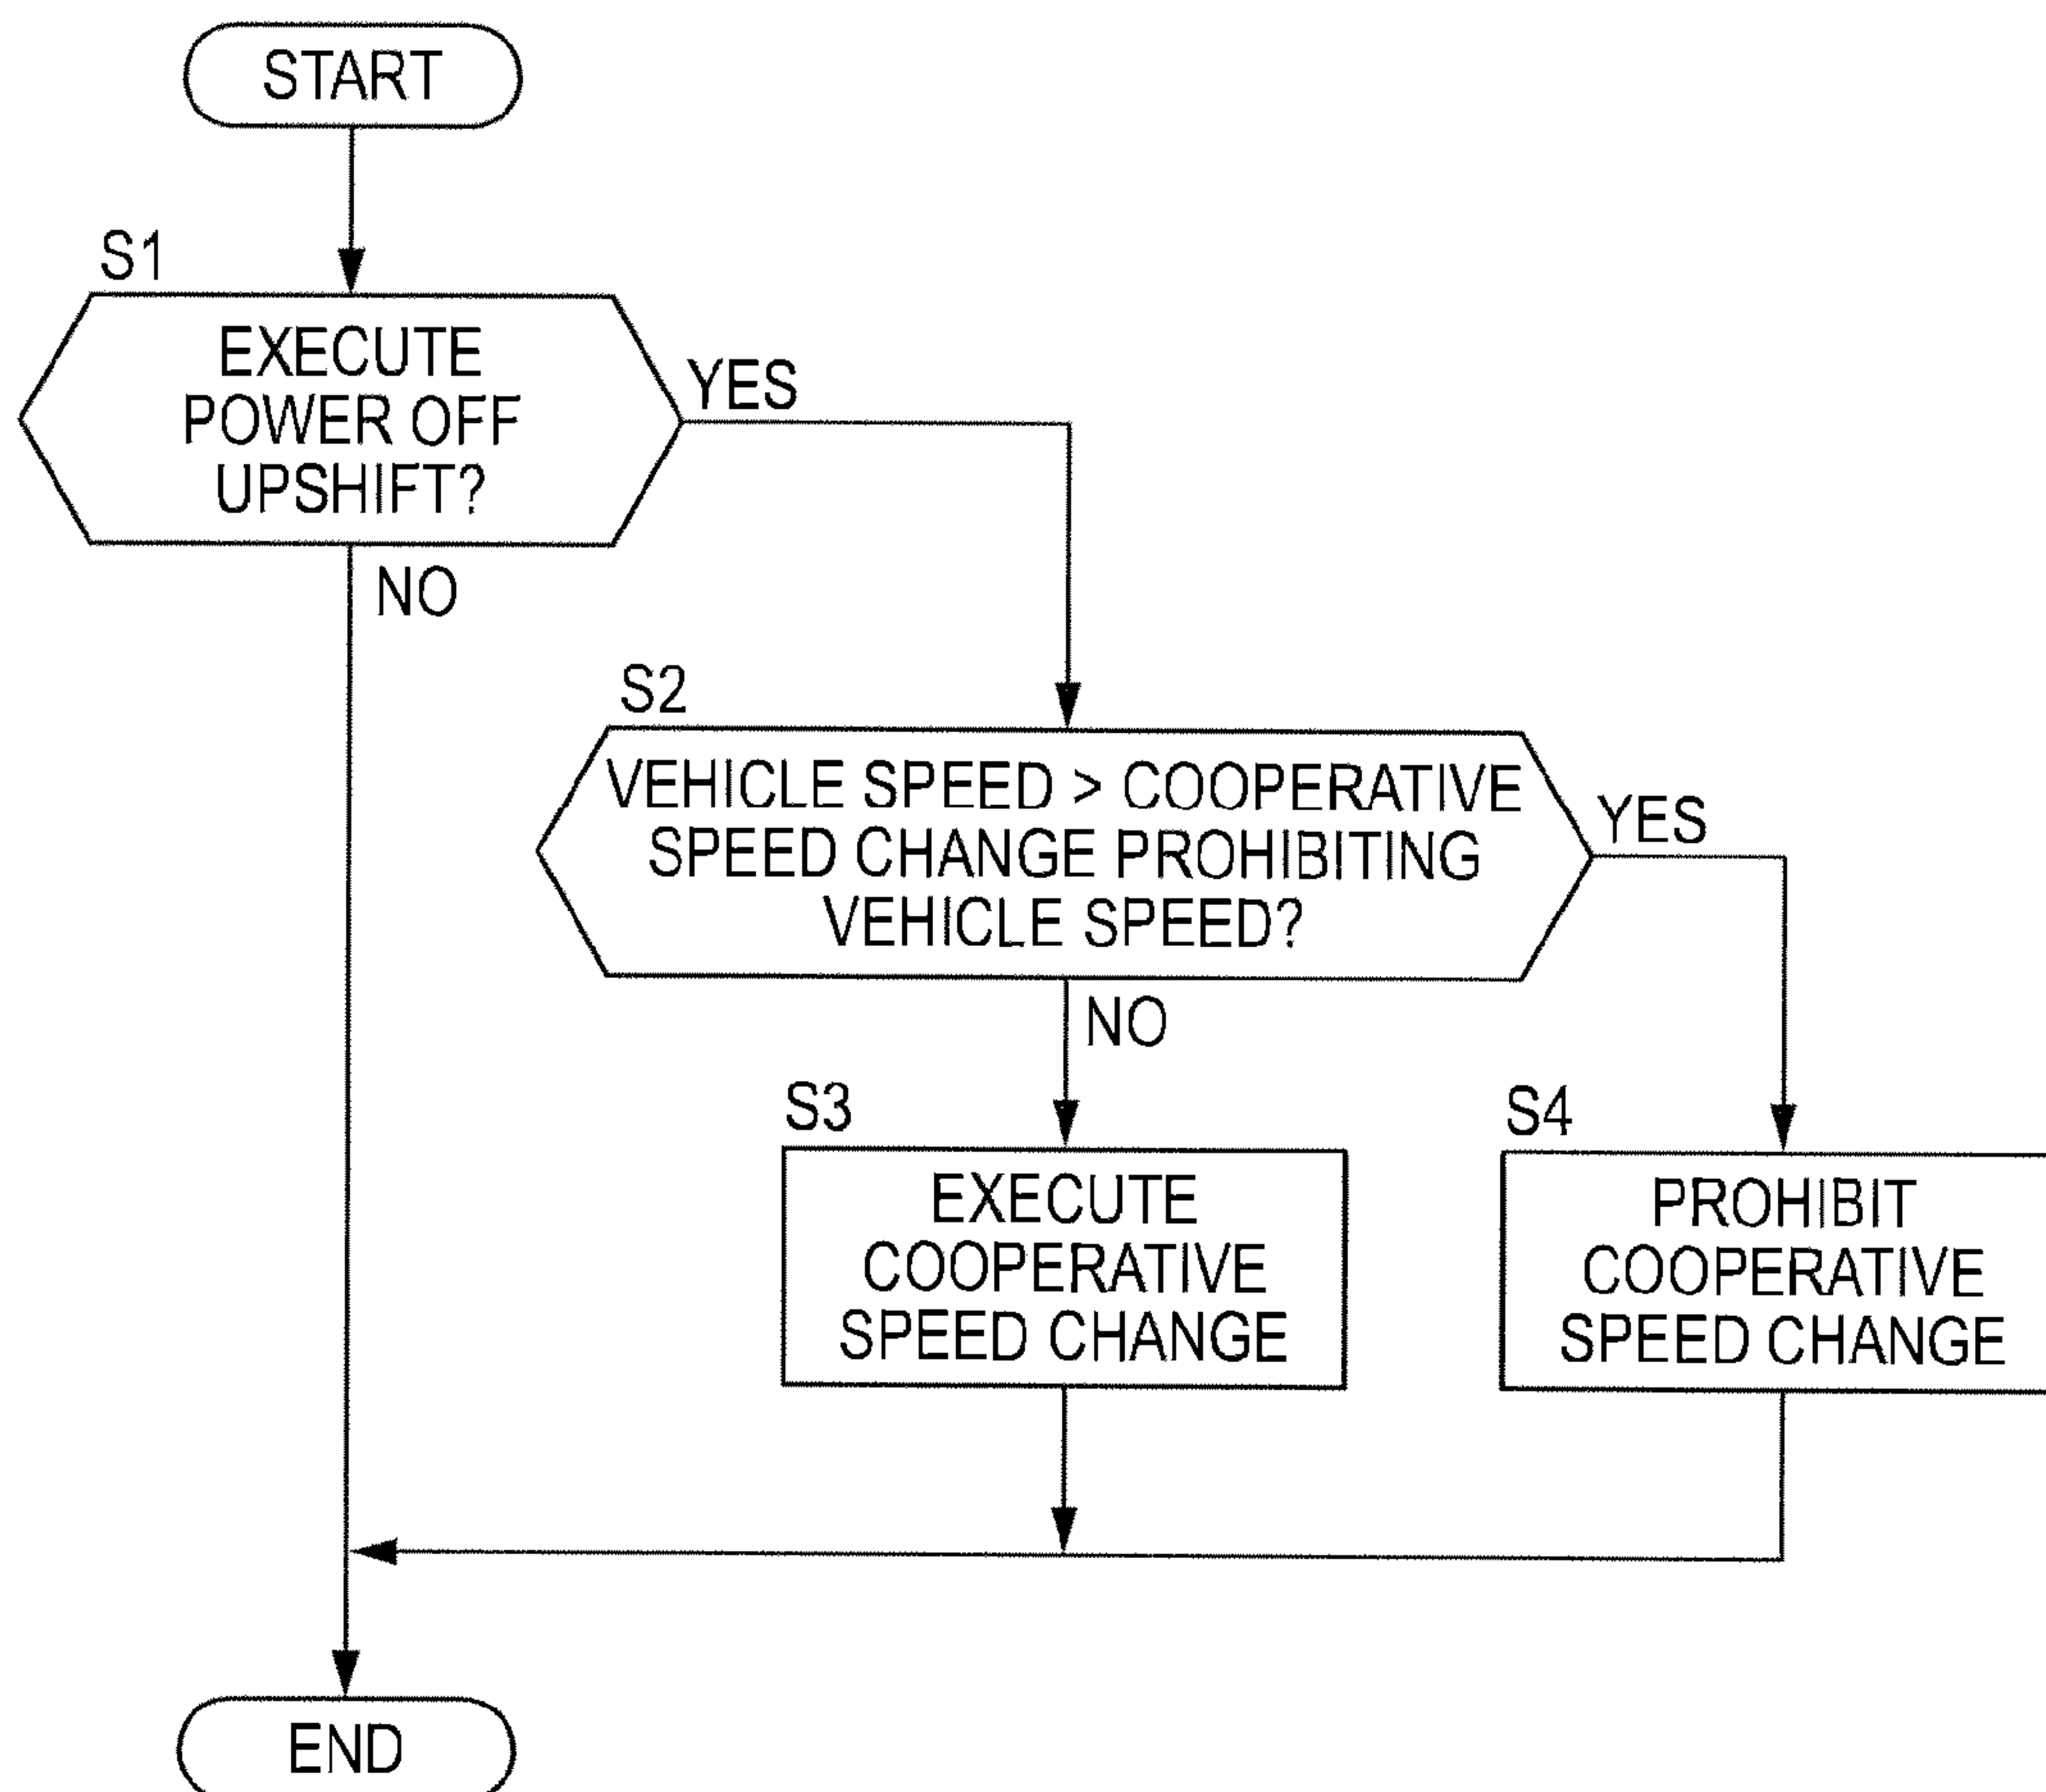 START
S1
EXECUTE
POWER OFF
UPSHIFT?
YES
NO
S2
VEHICLE SPEED > COOPERATIVE
SPEED CHANGE PROHIBITING
VEHICLE SPEED?
YES
NO
S3
EXECUTE
COOPERATIVE
SPEED CHANGE
S4
PROHIBIT
COOPERATIVE
SPEED CHANGE
END